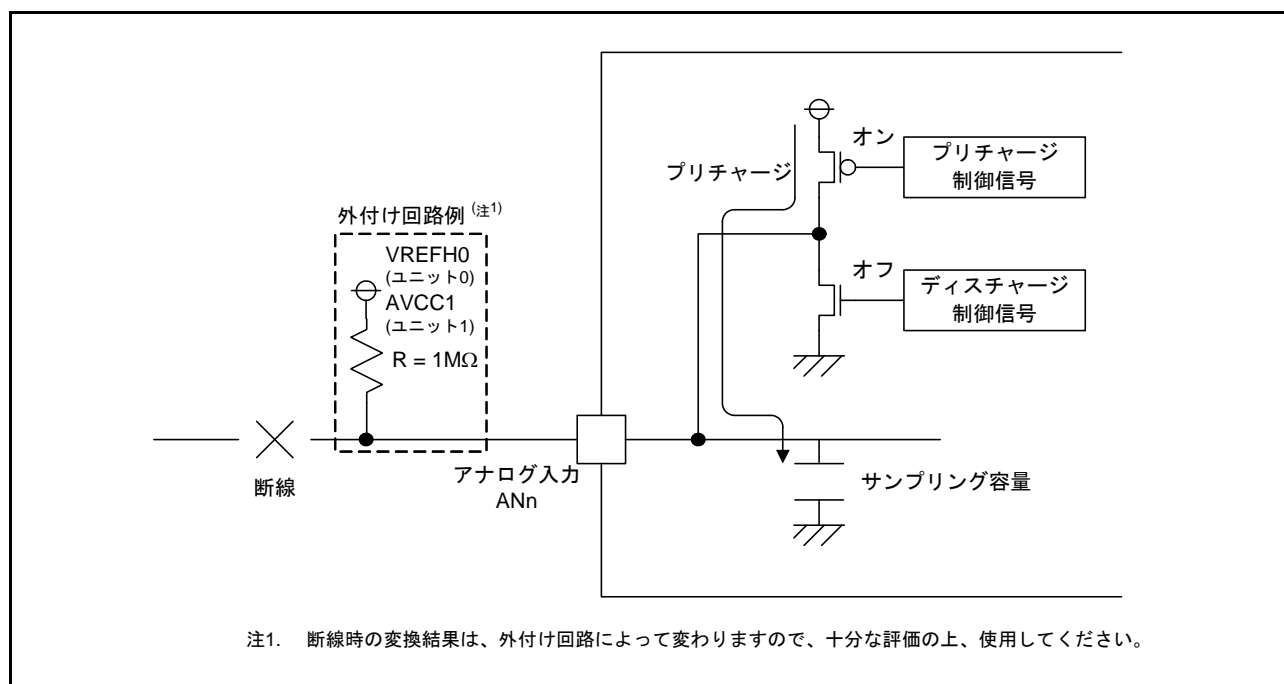 オン
プリチャージ
制御信号
プリチャージ
外付け回路例 (注1)
VREFH0
(ユニット0)
AVCC1
(ユニット1)
R = 1MΩ
オフ
ディスチャージ
制御信号
断線
アナログ入力
ANn
サンプリング容量
注1. 断線時の変換結果は、外付け回路によって変わりますので、十分な評価の上、使用してください。